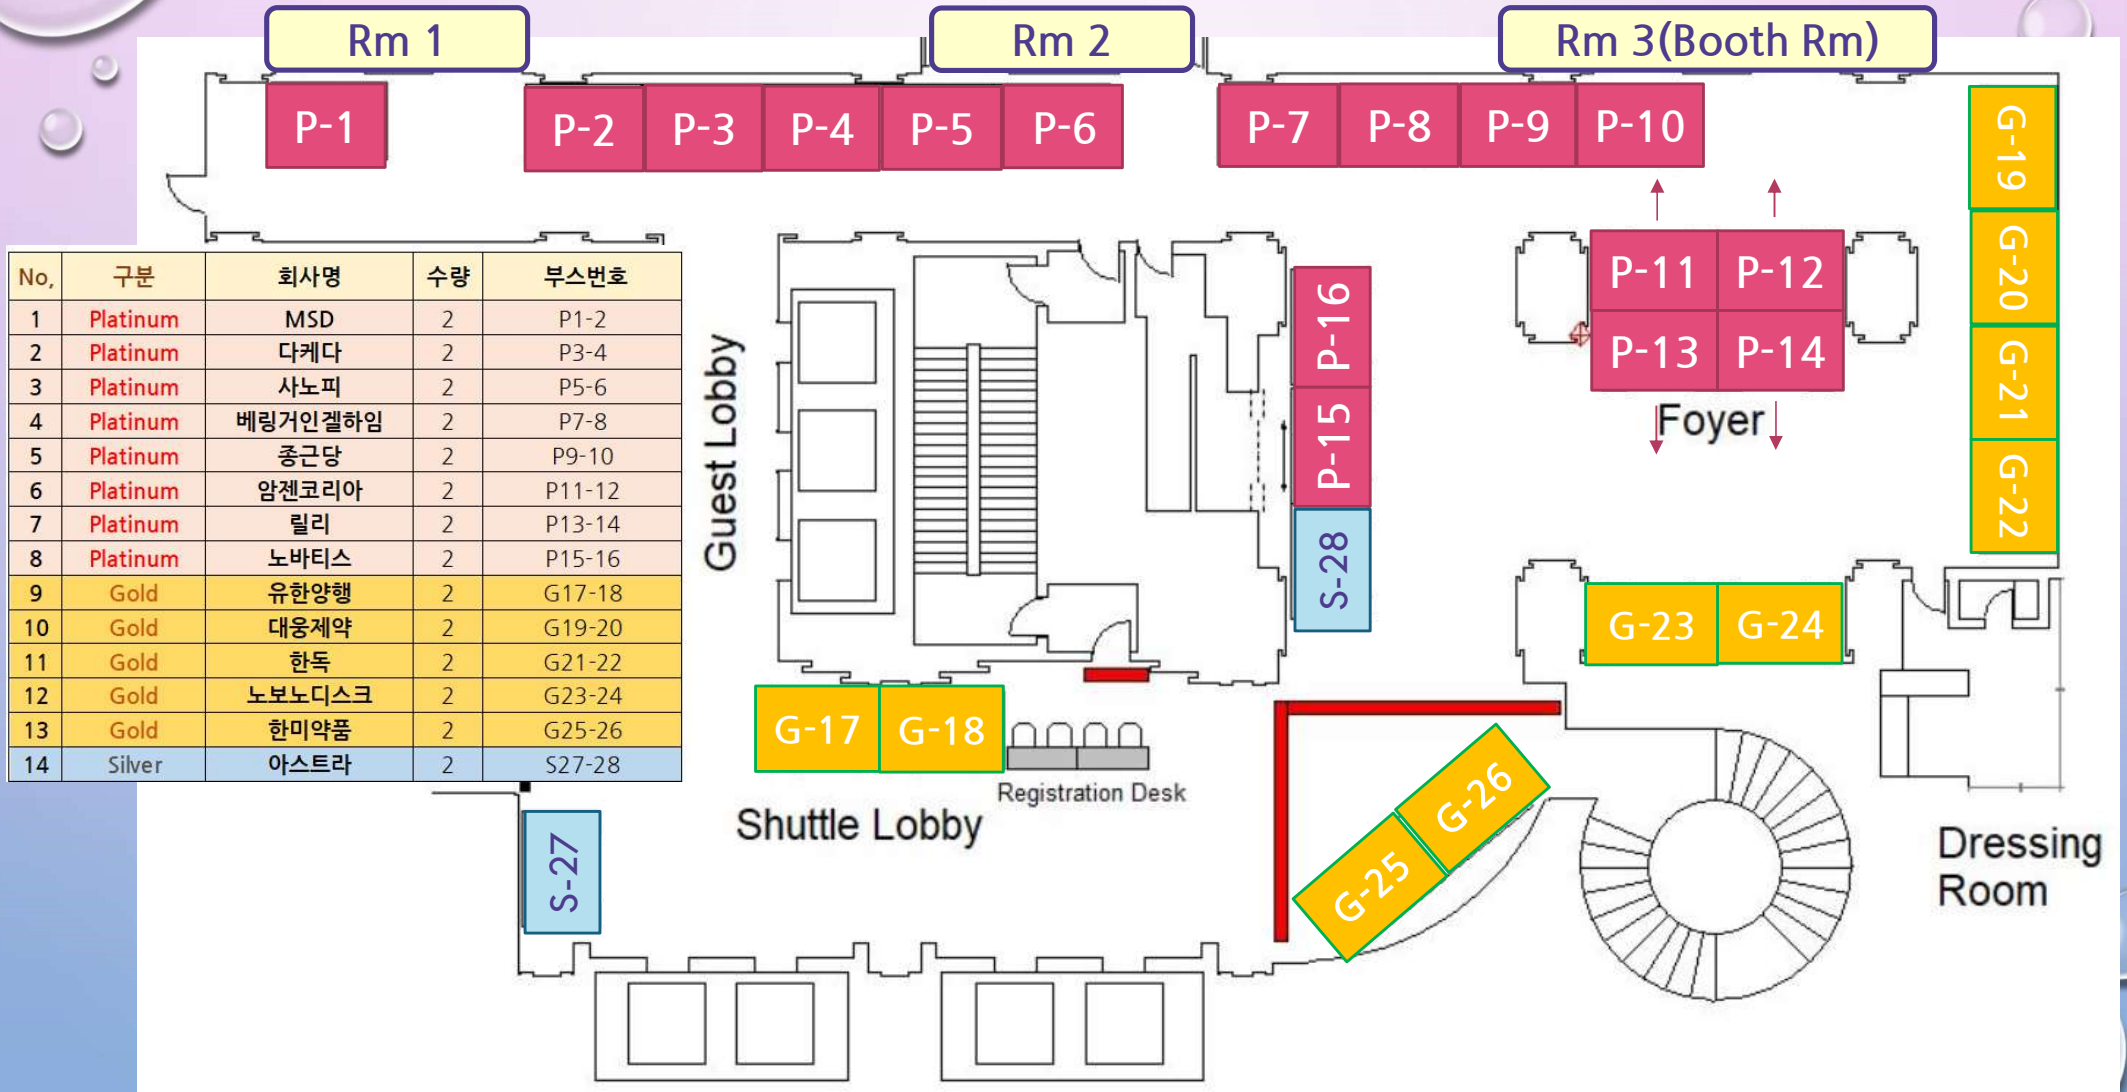 Rm 1
Rm 2
Rm 3(Booth Rm)
P-1
P-2
P-3
P-4
P-5
P-6
P-7
P-8
P-9
P-10
G-19
G-20
G-21
G-22
P-11
P-12
P-13
P-14
Foyer
P-16
P-15
S-28
Guest Lobby
No, 구분 회사명 수량 부스번호
1 Platinum MSD 2 P1-2
2 Platinum 다케다 2 P3-4
3 Platinum 사노피 2 P5-6
4 Platinum 베링거인겔하임 2 P7-8
5 Platinum 종근당 2 P9-10
6 Platinum 암젠코리아 2 P11-12
7 Platinum 릴리 2 P13-14
8 Platinum 노바티스 2 P15-16
9 Gold 유한양행 2 G17-18
10 Gold 대웅제약 2 G19-20
11 Gold 한독 2 G21-22
12 Gold 노보노디스크 2 G23-24
13 Gold 한미약품 2 G25-26
14 Silver 아스트라 2 S27-28
G-23
G-24
G-17
G-18
Registration Desk
Shuttle Lobby
G-26
G-25
S-27
Dressing
Room